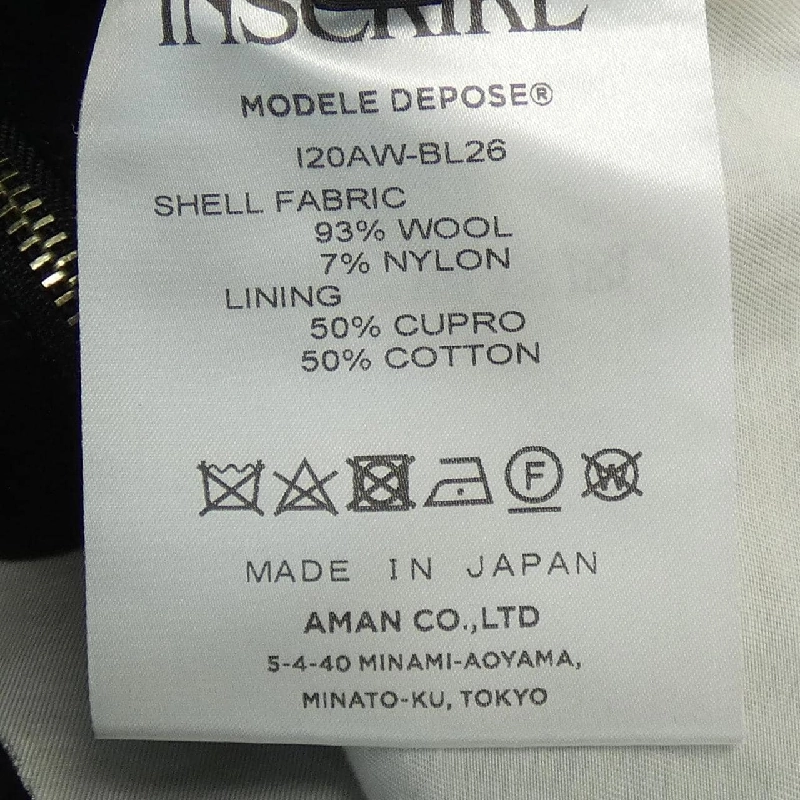 INSCRIRE
MODELE DEPOSE®
I20AW-BL26
SHELL FABRIC
93% WOOL
7% NYLON
LINING
50% CUPRO
50% COTTON
F W
MADE IN JAPAN
AMAN CO.,LTD
5-4-40 MINAMI-AOYAMA,
MINATO-KU, TOKYO